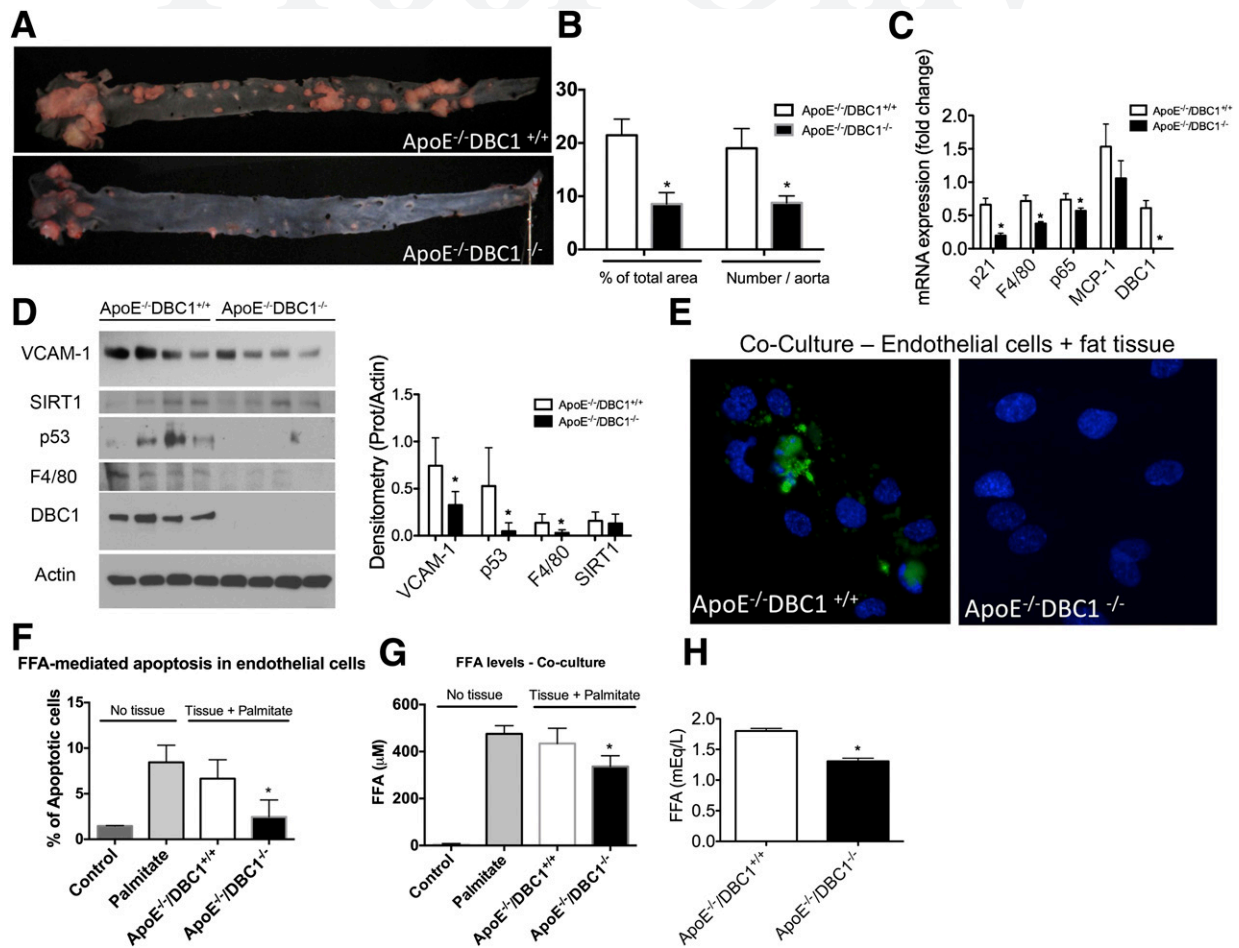 A
ApoE-/-DBC1 +/+
ApoE-/-DBC1 -/-
B
30
20
10
0
ApoE-/-/DBC1+/+
ApoE-/-/DBC1-/-
*
*
% of total area
Number / aorta
C
mRNA expression (fold change)
2.0
1.5
1.0
0.5
0.0
ApoE-/-/DBC1+/+
ApoE-/-/DBC1-/-
*
*
*
*
p21
F4/80
p65
MCP-1
DBC1
D
ApoE-/-DBC1+/+ ApoE-/-DBC1-/-
VCAM-1
SIRT1
p53
F4/80
DBC1
Actin
Densitometry (Prot/Actin)
1.5
1.0
0.5
0.0
ApoE-/-/DBC1+/+
ApoE-/-/DBC1-/-
*
*
*
VCAM-1
p53
F4/80
SIRT1
E
Co-Culture – Endothelial cells + fat tissue
ApoE-/-DBC1 +/+
ApoE-/-DBC1 -/-
F
FFA-mediated apoptosis in endothelial cells
% of Apoptotic cells
15
10
5
0
No tissue
Tissue + Palmitate
*
Control
Palmitate
ApoE-/-/DBC1+/+
ApoE-/-/DBC1-/-
G
FFA levels - Co-culture
FFA (µM)
600
400
200
0
No tissue
Tissue + Palmitate
*
Control
Palmitate
ApoE-/-/DBC1+/+
ApoE-/-/DBC1-/-
H
FFA (mEq/L)
2.0
1.5
1.0
0.5
0.0
*
ApoE-/-/DBC1+/+
ApoE-/-/DBC1-/-